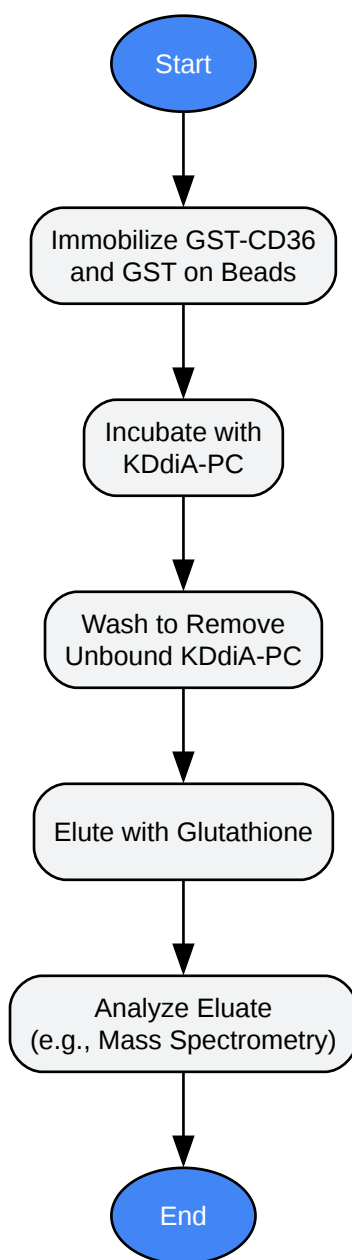 Start
Immobilize GST-CD36
and GST on Beads
Incubate with
KDdiA-PC
Wash to Remove
Unbound KDdiA-PC
Elute with Glutathione
Analyze Eluate
(e.g., Mass Spectrometry)
End